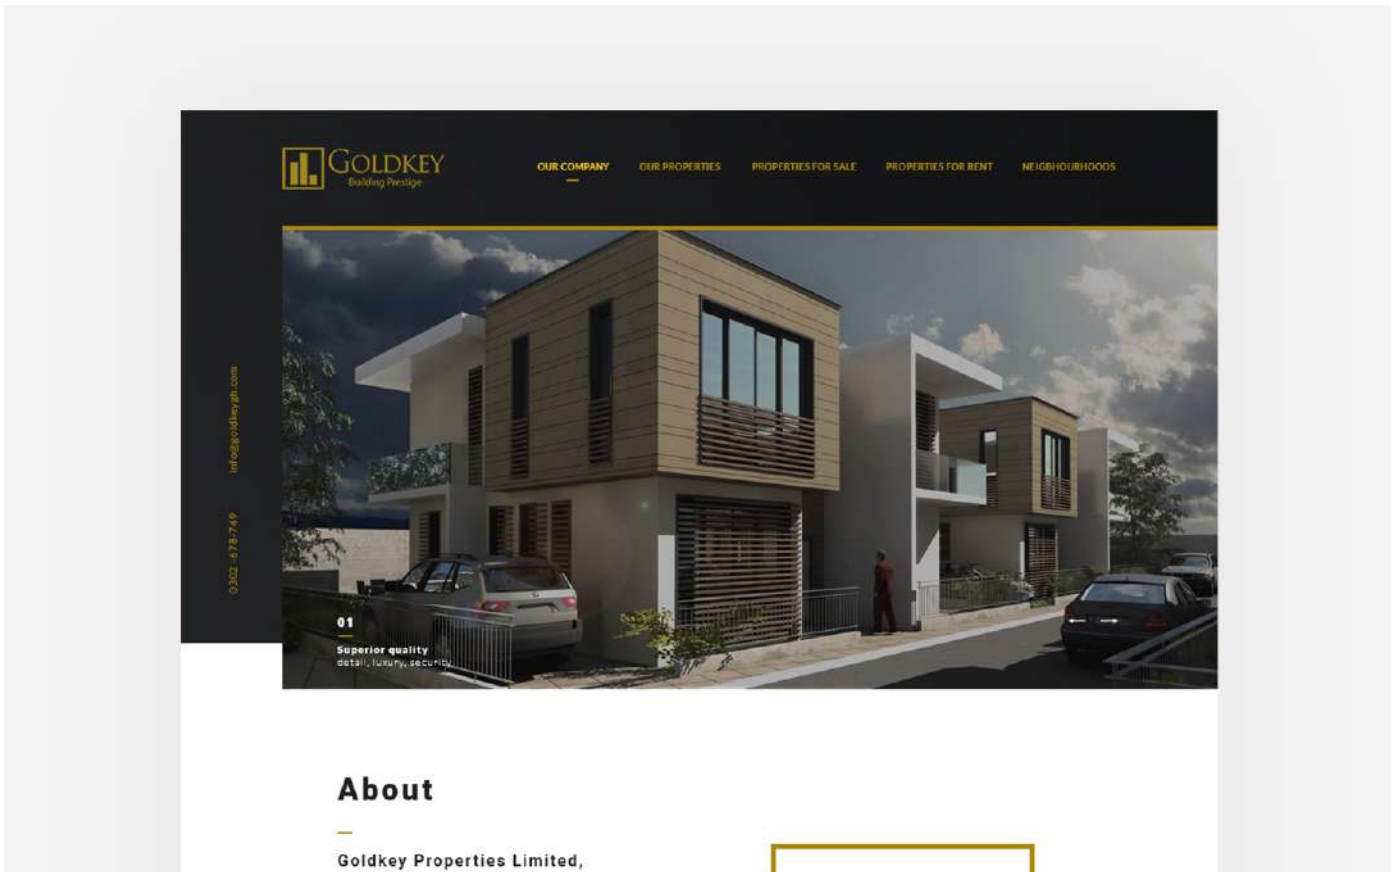 GOLDKEY
Building Prestige
OUR COMPANY
OUR PROPERTIES
PROPERTIES FOR SALE
PROPERTIES FOR RENT
NEIGBHOURHOODS
info@goldkeygh.com
0302 -678-749
01
Superior quality
detail, luxury, security
About
Goldkey Properties Limited,